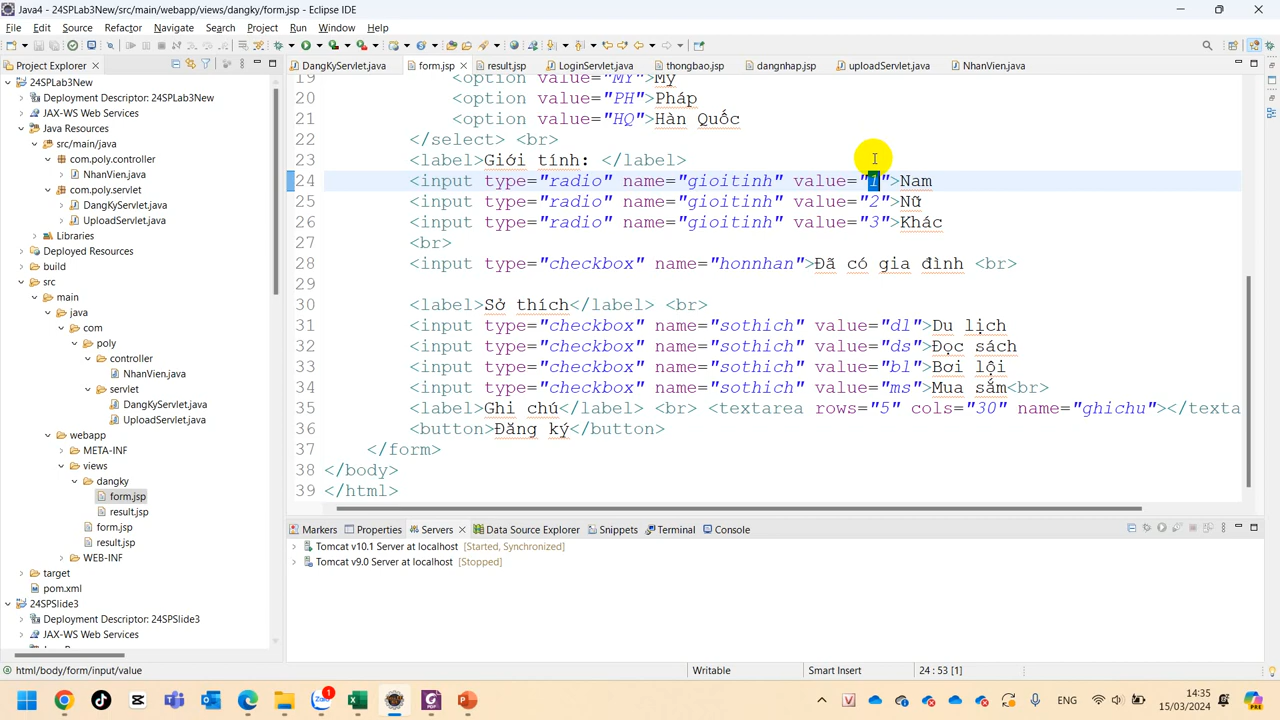 Java4 - 24SPLab3New/src/main/webapp/views/dangky/form.jsp - Eclipse IDE
File Edit Source Refactor Navigate Search Project Run Window Help
Project Explorer
DangKyServlet.java form.jsp result.jsp LoginServlet.java thongbao.jsp dangnhap.jsp uploadServlet.java NhanVien.java
24SPLab3New
Deployment Descriptor: 24SPLab3New
JAX-WS Web Services
Java Resources
src/main/java
com.poly.controller
NhanVien.java
com.poly.servlet
DangKyServlet.java
UploadServlet.java
Libraries
Deployed Resources
build
src
main
java
com
poly
controller
NhanVien.java
servlet
DangKyServlet.java
UploadServlet.java
webapp
META-INF
views
dangky
form.jsp
result.jsp
form.jsp
result.jsp
WEB-INF
target
pom.xml
24SPSlide3
Deployment Descriptor: 24SPSlide3
JAX-WS Web Services
19 <option value="MY">Mỹ
20 <option value="PH">Pháp
21 <option value="HQ">Hàn Quốc
22 </select> <br>
23 <label>Giới tính: </label>
24 <input type="radio" name="gioitinh" value="1">Nam
25 <input type="radio" name="gioitinh" value="2">Nữ
26 <input type="radio" name="gioitinh" value="3">Khác
27 <br>
28 <input type="checkbox" name="honnhan">Đã có gia đình <br>
29
30 <label>Sở thích</label> <br>
31 <input type="checkbox" name="sothich" value="dl">Du lịch
32 <input type="checkbox" name="sothich" value="ds">Đọc sách
33 <input type="checkbox" name="sothich" value="bl">Bơi lội
34 <input type="checkbox" name="sothich" value="ms">Mua sắm<br>
35 <label>Ghi chú</label> <br> <textarea rows="5" cols="30" name="ghichu"></texta
36 <button>Đăng ký</button>
37 </form>
38 </body>
39 </html>
Markers Properties Servers Data Source Explorer Snippets Terminal Console
Tomcat v10.1 Server at localhost [Started, Synchronized]
Tomcat v9.0 Server at localhost [Stopped]
html/body/form/input/value Writable Smart Insert 24 : 53 [1]
ENG 14:35
15/03/2024